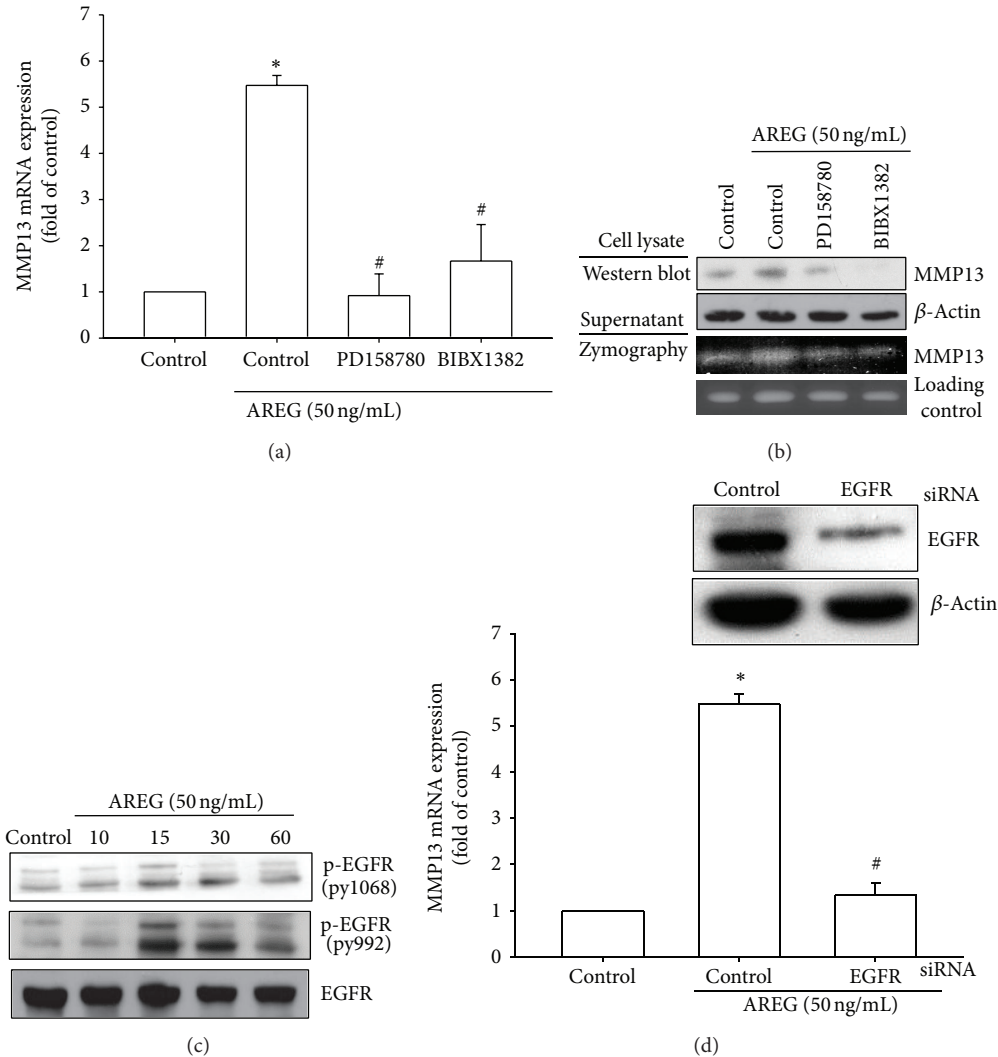 MMP13 mRNA expression
(fold of control)
7
6
5
4
3
2
1
0
*
#
#
Control
Control
PD158780
BIBX1382
AREG (50 ng/mL)
(a)
AREG (50 ng/mL)
Control
Control
PD158780
BIBX1382
Cell lysate
Western blot
MMP13
β-Actin
Supernatant
Zymography
MMP13
Loading
control
(b)
AREG (50 ng/mL)
Control
10
15
30
60
p-EGFR
(py1068)
p-EGFR
(py992)
EGFR
(c)
Control
EGFR
siRNA
EGFR
β-Actin
MMP13 mRNA expression
(fold of control)
7
6
5
4
3
2
1
0
*
#
Control
Control
EGFR
siRNA
AREG (50 ng/mL)
(d)